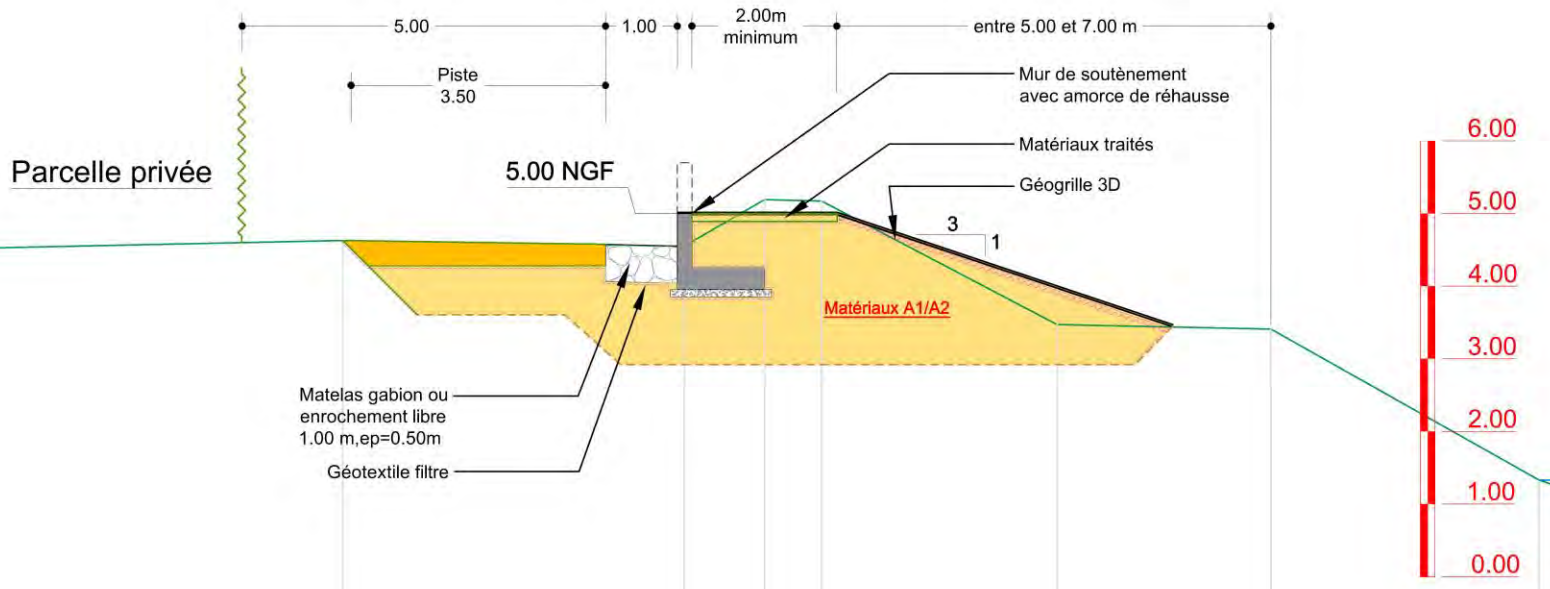 5.00
1.00
2.00m
minimum
entre 5.00 et 7.00 m
Piste
3.50
Mur de soutènement
avec amorce de réhausse
Matériaux traités
Géogrille 3D
Parcelle privée
5.00 NGF
3
1
Matériaux A1/A2
Matelas gabion ou
enrochement libre
1.00 m,ep=0.50m
Géotextile filtre
6.00
5.00
4.00
3.00
2.00
1.00
0.00